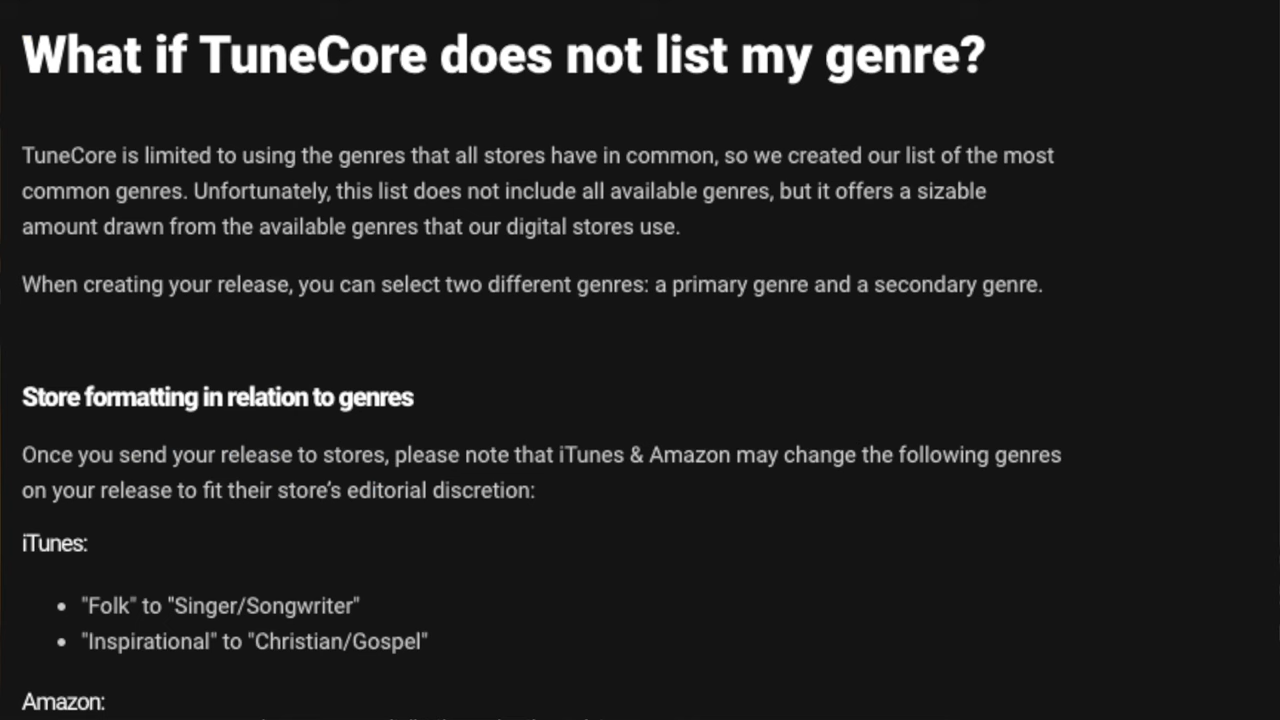 What if TuneCore does not list my genre?
TuneCore is limited to using the genres that all stores have in common, so we created our list of the most
common genres. Unfortunately, this list does not include all available genres, but it offers a sizable
amount drawn from the available genres that our digital stores use.
When creating your release, you can select two different genres: a primary genre and a secondary genre.
Store formatting in relation to genres
Once you send your release to stores, please note that iTunes & Amazon may change the following genres
on your release to fit their store’s editorial discretion:
iTunes:
• "Folk" to "Singer/Songwriter"
• "Inspirational" to "Christian/Gospel"
Amazon: